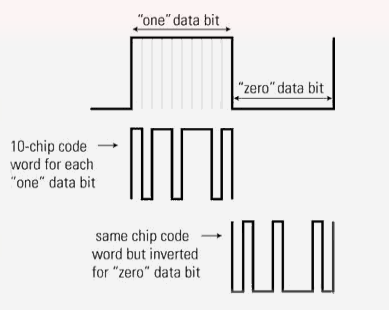 “one” data bit
“zero” data bit
10-chip code
word for each
“one” data bit
same chip code
word but inverted
for “zero” data bit